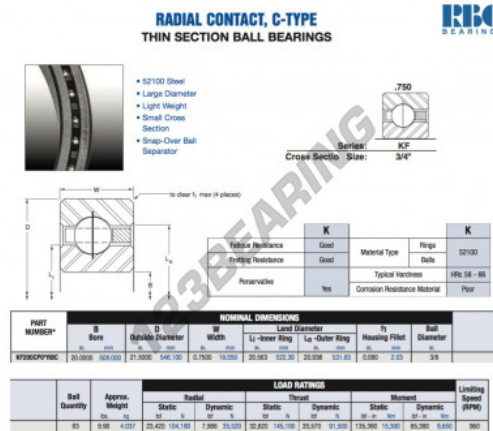 RADIAL CONTACT, C-TYPE
THIN SECTION BALL BEARINGS
RBC
BEARING
• 52100 Steel
• Large Diameter
• Light Weight
• Small Cross
Section
• Snap-Over Ball
Separator
.750
Series: KF
Cross Sectio Size: 3/4"
W
to clear f₁ max (4 places)
D
L₁
B
L₀
K K
Fatigue Resistance Good Material Type Rings 52100
Fretting Resistance Good Balls
Perservative Yes Typical Hardness HRc 58 - 66
Corrosion Resistance Material Poor
123BEARING
PART NUMBER* NOMINAL DIMENSIONS
B Bore D Outside Diameter W Width Land Diameter f₁ Housing Fillet Ball Diameter
Lᵢ -Inner Ring L₀ -Outer Ring
in. mm in. mm in. mm in. mm in. mm in. mm in.
KF200CP0*RBC 20.0000 508.000 21.5000 546.100 0.7500 19.050 20.563 522.30 20.938 531.83 0.080 2.03 3/8
Ball Quantity Approx. Weight LOAD RATINGS Limiting Speed (RPM)
Radial Thrust Moment
Static Dynamic Static Dynamic Static Dynamic
lbs. kg lbf N lbf N lbf N lbf N lbf - in Nm lbf - in Nm
83 8.90 4.037 23,420 104,180 7,986 35,520 32,620 145,100 20,570 91,500 135,390 15,300 85,380 9,650 980